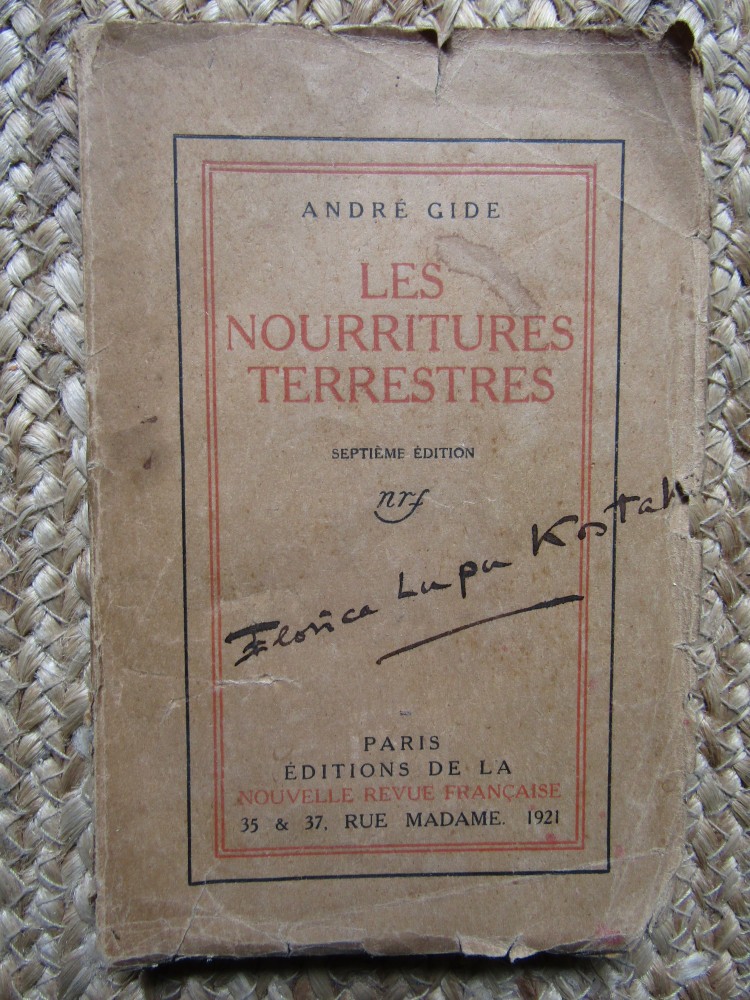 ANDRÉ GIDE
LES
NOURRITURES
TERRESTRES
SEPTIÈME ÉDITION
nrf
Florica Lupu
PARIS
ÉDITIONS DE LA
NOUVELLE REVUE FRANÇAISE
35 & 37, RUE MADAME. 1921